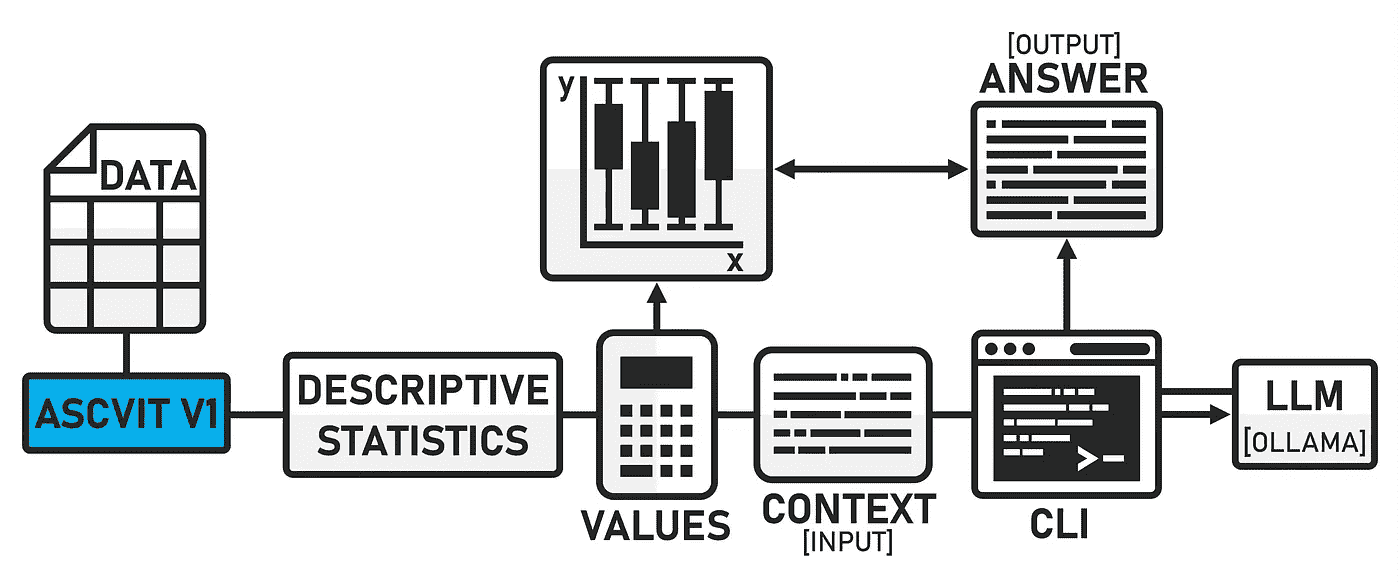 [OUTPUT]
ANSWER
y
x
DATA
ASCVIT V1
DESCRIPTIVE
STATISTICS
VALUES
CONTEXT
[INPUT]
>_
CLI
LLM
[OLLAMA]